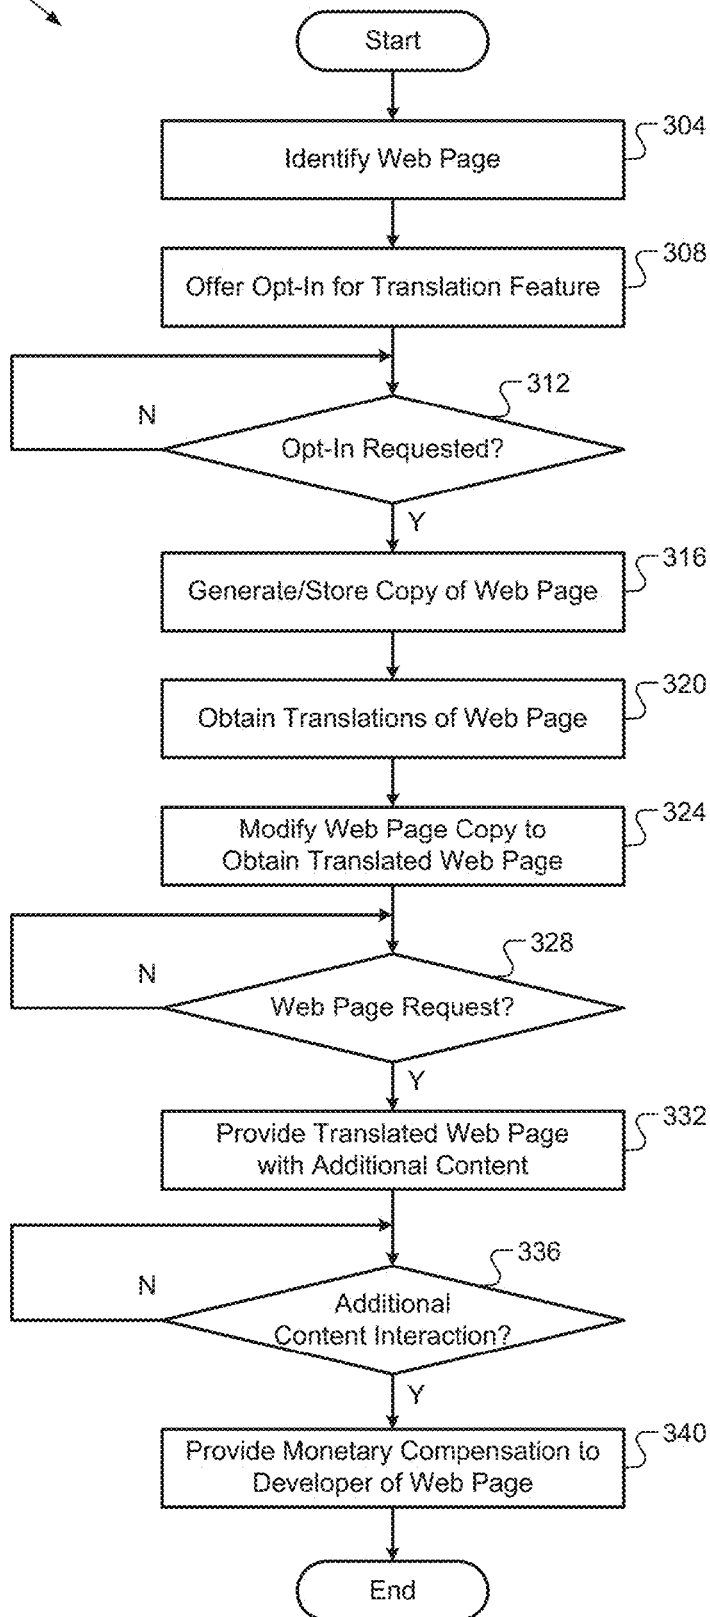 Start
304
Identify Web Page
308
Offer Opt-In for Translation Feature
312
N
Opt-In Requested?
Y
316
Generate/Store Copy of Web Page
320
Obtain Translations of Web Page
324
Modify Web Page Copy to
Obtain Translated Web Page
328
N
Web Page Request?
Y
332
Provide Translated Web Page
with Additional Content
336
N
Additional
Content Interaction?
Y
340
Provide Monetary Compensation to
Developer of Web Page
End